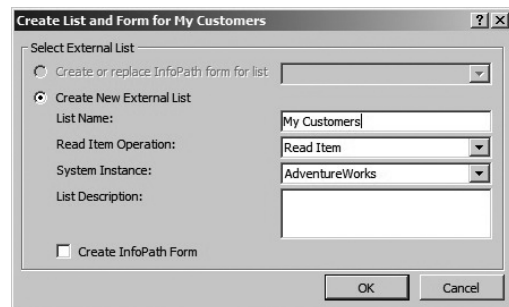 Create List and Form for My Customers
Select External List
Create or replace InfoPath form for list
Create New External List
List Name: My Customers
Read Item Operation: Read Item
System Instance: AdventureWorks
List Description:
Create InfoPath Form
OK Cancel